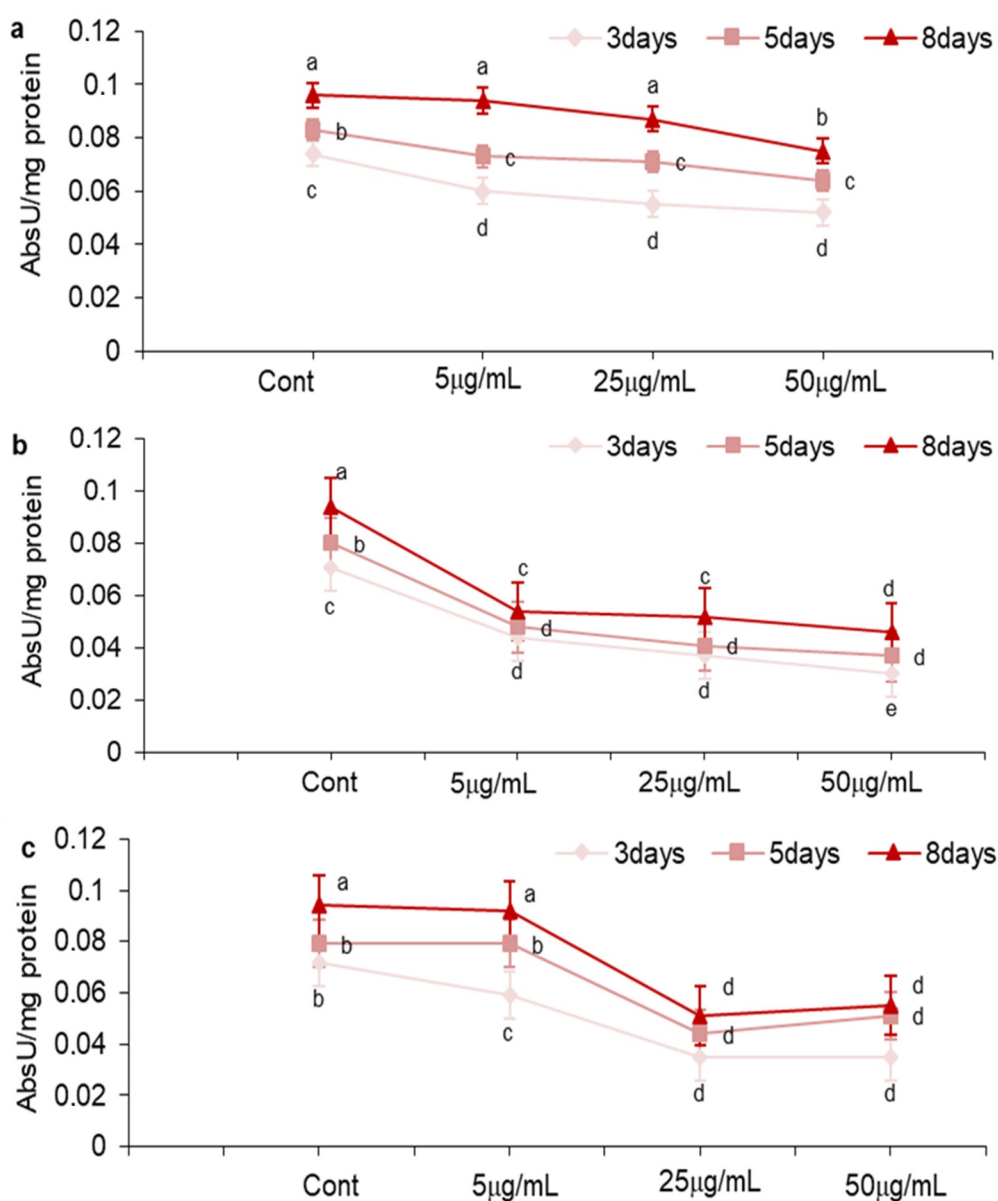 a
AbsU/mg protein
0.12
0.1
0.08
0.06
0.04
0.02
0
3days 5days 8days
a a a b
b c c c
c d d d
Cont 5μg/mL 25μg/mL 50μg/mL
b
AbsU/mg protein
0.12
0.1
0.08
0.06
0.04
0.02
0
3days 5days 8days
a c c d
b d d d
c d d e
Cont 5μg/mL 25μg/mL 50μg/mL
c
AbsU/mg protein
0.12
0.1
0.08
0.06
0.04
0.02
0
3days 5days 8days
a a d d
b b d d
b c d d
Cont 5μg/mL 25μg/mL 50μg/mL